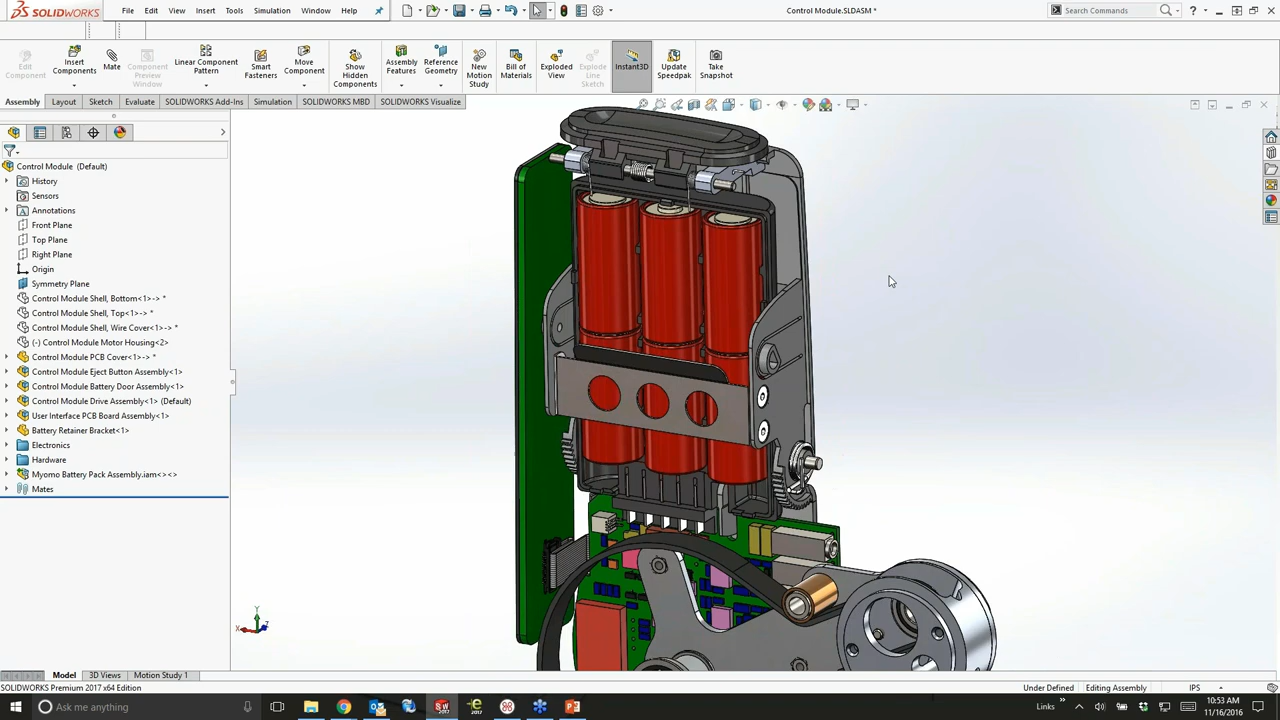 SOLIDWORKS
File Edit View Insert Tools Simulation Window Help
Control Module.SLDASM *
Search Commands
Edit Component
Insert Components
Mate
Component Preview Window
Linear Component Pattern
Smart Fasteners
Move Component
Show Hidden Components
Assembly Features
Reference Geometry
New Motion Study
Bill of Materials
Exploded View
Explode Line Sketch
Instant3D
Update Speedpak
Take Snapshot
Assembly Layout Sketch Evaluate SOLIDWORKS Add-Ins Simulation SOLIDWORKS MBD SOLIDWORKS Visualize
Control Module (Default)
History
Sensors
Annotations
Front Plane
Top Plane
Right Plane
Origin
Symmetry Plane
Control Module Shell, Bottom<1>-> *
Control Module Shell, Top<1>-> *
Control Module Shell, Wire Cover<1>-> *
(-) Control Module Motor Housing<2>
Control Module PCB Cover<1>-> *
Control Module Eject Button Assembly<1>
Control Module Battery Door Assembly<1>
Control Module Drive Assembly<1> (Default)
User Interface PCB Board Assembly<1>
Battery Retainer Bracket<1>
Electronics
Hardware
Myomo Battery Pack Assembly.iam<><>
Mates
Y
X
Z
Model 3D Views Motion Study 1
SOLIDWORKS Premium 2017 x64 Edition
Under Defined Editing Assembly IPS
Ask me anything
Links
10:53 AM
11/16/2016